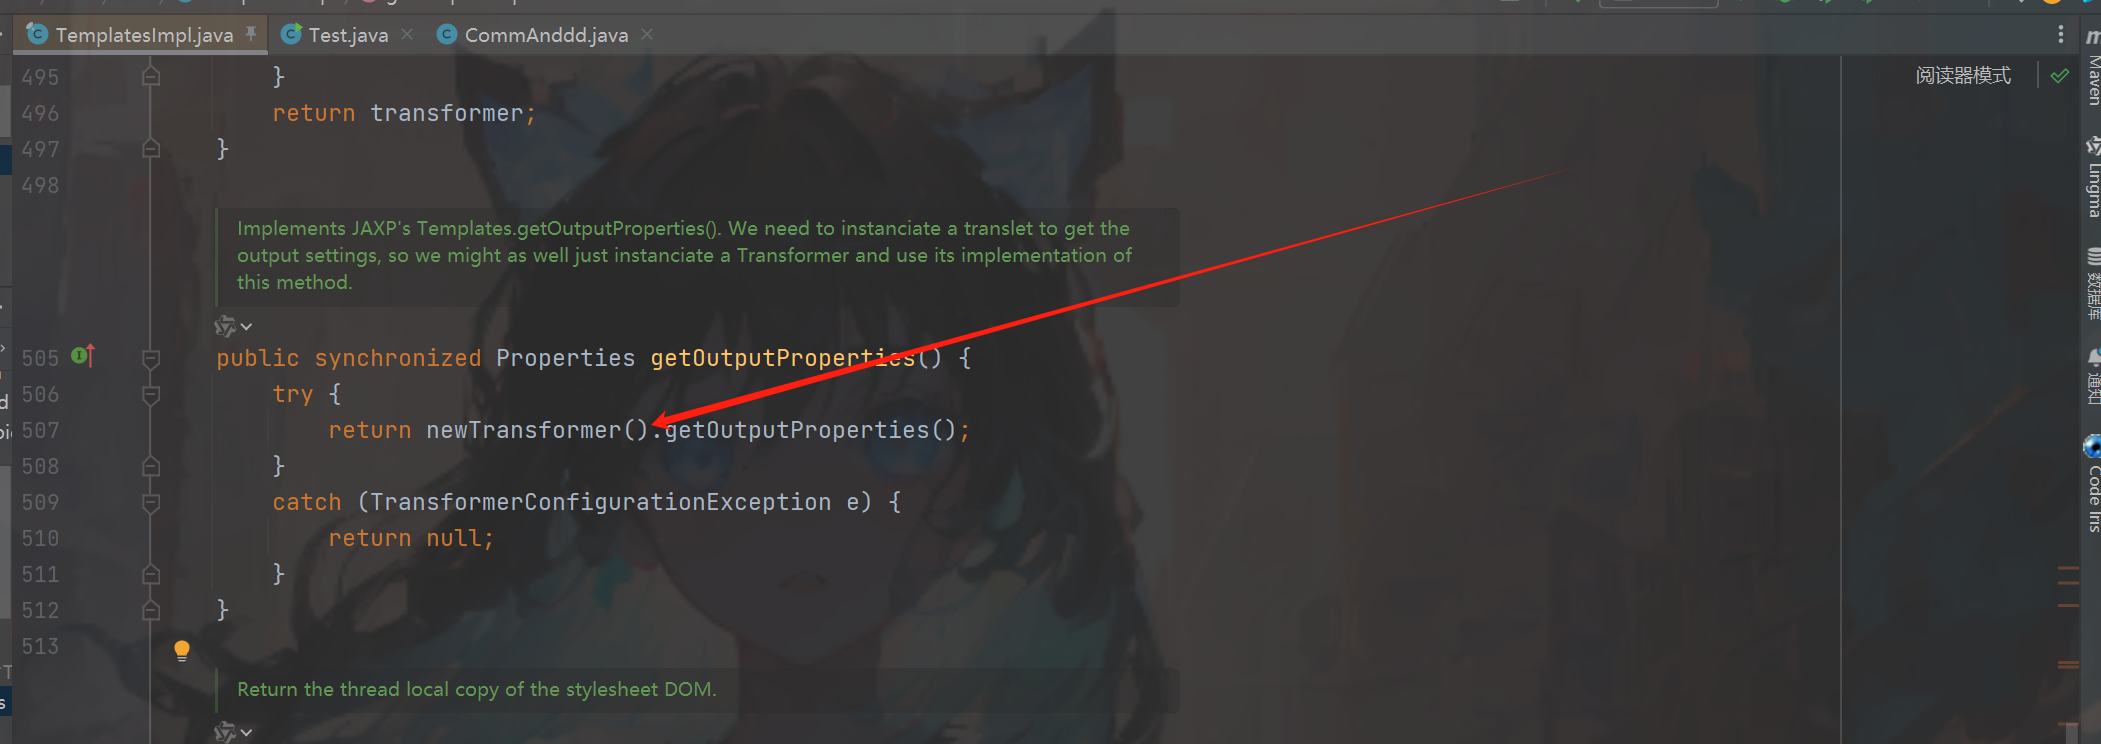 TemplatesImpl.java Test.java CommAnddd.java
阅读器模式
495 }
496 return transformer;
497 }
498
Implements JAXP's Templates.getOutputProperties(). We need to instanciate a translet to get the
output settings, so we might as well just instanciate a Transformer and use its implementation of
this method.
505 public synchronized Properties getOutputProperties() {
506 try {
507 return newTransformer().getOutputProperties();
508 }
509 catch (TransformerConfigurationException e) {
510 return null;
511 }
512 }
513
Return the thread local copy of the stylesheet DOM.
Maven
Lingma
数据库
通知
Code Iris